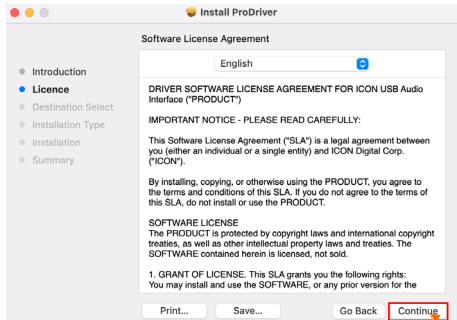 Install ProDriver
Software License Agreement
English
Introduction
Licence
Destination Select
Installation Type
Installation
Summary
DRIVER SOFTWARE LICENSE AGREEMENT FOR ICON USB Audio
Interface ("PRODUCT")
IMPORTANT NOTICE - PLEASE READ CAREFULLY:
This Software License Agreement ("SLA") is a legal agreement between
you (either an individual or a single entity) and ICON Digital Corp.
("ICON").
By installing, copying, or otherwise using the PRODUCT, you agree to
the terms and conditions of this SLA. If you do not agree to the terms of
this SLA, do not install or use the PRODUCT.
SOFTWARE LICENSE
The PRODUCT is protected by copyright laws and international copyright
treaties, as well as other intellectual property laws and treaties. The
SOFTWARE contained herein is licensed, not sold.
1. GRANT OF LICENSE. This SLA grants you the following rights:
You may install and use the SOFTWARE, or any prior version for the
Print...
Save...
Go Back
Continue